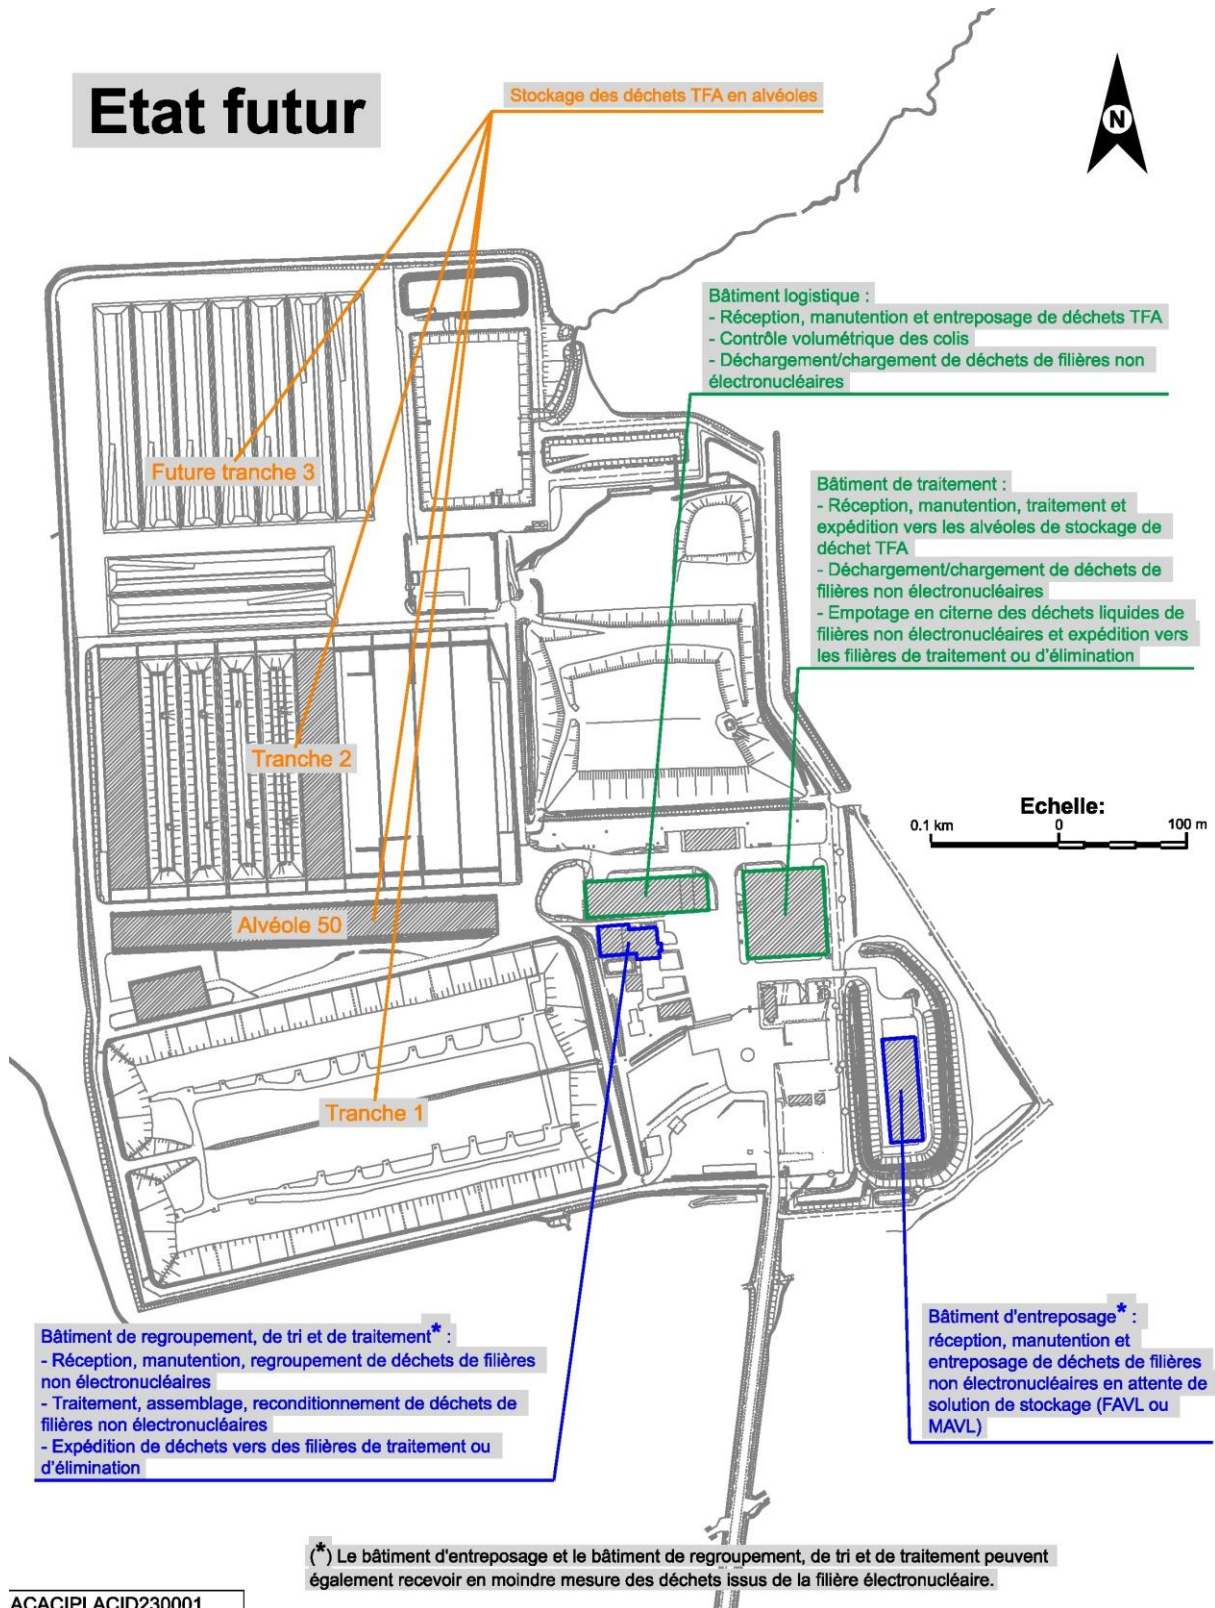 Etat futur
Stockage des déchets TFA en alvéoles
N
Bâtiment logistique :
- Réception, manutention et entreposage de déchets TFA
- Contrôle volumétrique des colis
- Déchargement/chargement de déchets de filières non
électronucléaires
Future tranche 3
Bâtiment de traitement :
- Réception, manutention, traitement et
expédition vers les alvéoles de stockage de
déchet TFA
- Déchargement/chargement de déchets de
filières non électronucléaires
- Empotage en citerne des déchets liquides de
filières non électronucléaires et expédition vers
les filières de traitement ou d'élimination
Tranche 2
Echelle:
0.1 km 0 100 m
Alvéole 50
Tranche 1
Bâtiment de regroupement, de tri et de traitement* :
- Réception, manutention, regroupement de déchets de filières
non électronucléaires
- Traitement, assemblage, reconditionnement de déchets de
filières non électronucléaires
- Expédition de déchets vers des filières de traitement ou
d'élimination
Bâtiment d'entreposage* :
réception, manutention et
entreposage de déchets de filières
non électronucléaires en attente de
solution de stockage (FAVL ou
MAVL)
(*) Le bâtiment d'entreposage et le bâtiment de regroupement, de tri et de traitement peuvent
également recevoir en moindre mesure des déchets issus de la filière électronucléaire.
ACACIPLACID230001